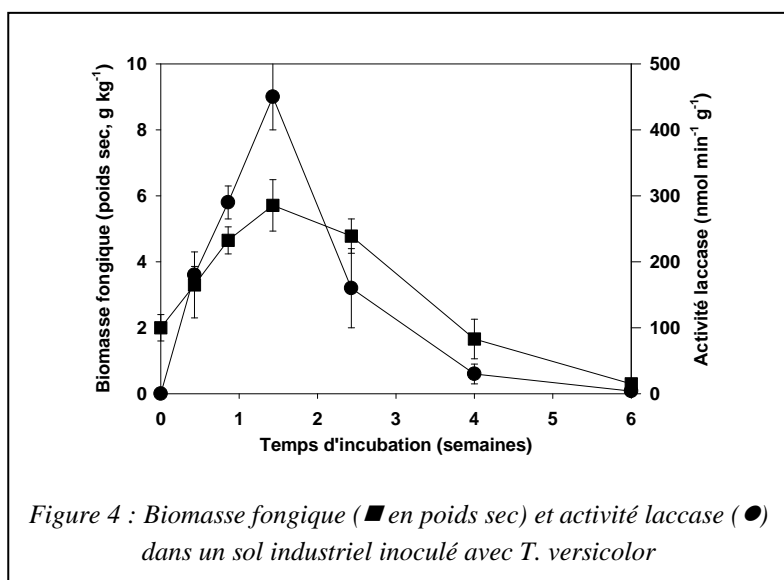 10
8
6
4
2
0
Biomasse fongique (poids sec, g kg-1)
500
400
300
200
100
0
Activité laccase (nmol min-1 g-1)
0 1 2 3 4 5 6
Temps d'incubation (semaines)
Figure 4 : Biomasse fongique (■ en poids sec) et activité laccase (●)
dans un sol industriel inoculé avec T. versicolor